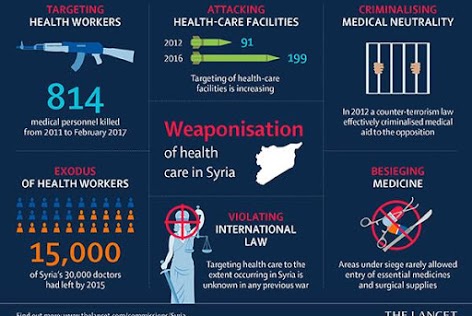 TARGETING
HEALTH WORKERS
814
medical personnel killed
from 2011 to February 2017
ATTACKING
HEALTH-CARE FACILITIES
2012 91
2016 199
Targeting of health-care
facilities is increasing
CRIMINALISING
MEDICAL NEUTRALITY
In 2012 a counter-terrorism law
effectively criminalised medical
aid to the opposition
Weaponisation
of health
care in Syria
EXODUS
OF HEALTH WORKERS
15,000
of Syria's 30,000 doctors
had left by 2015
VIOLATING
INTERNATIONAL
LAW
Targeting health care to the
extent occurring in Syria is
unknown in any previous war
BESIEGING
MEDICINE
Areas under siege rarely allowed
entry of essential medicines
and surgical supplies
Find out more: www.thelancet.com/commissions/Syria
THE LANCET